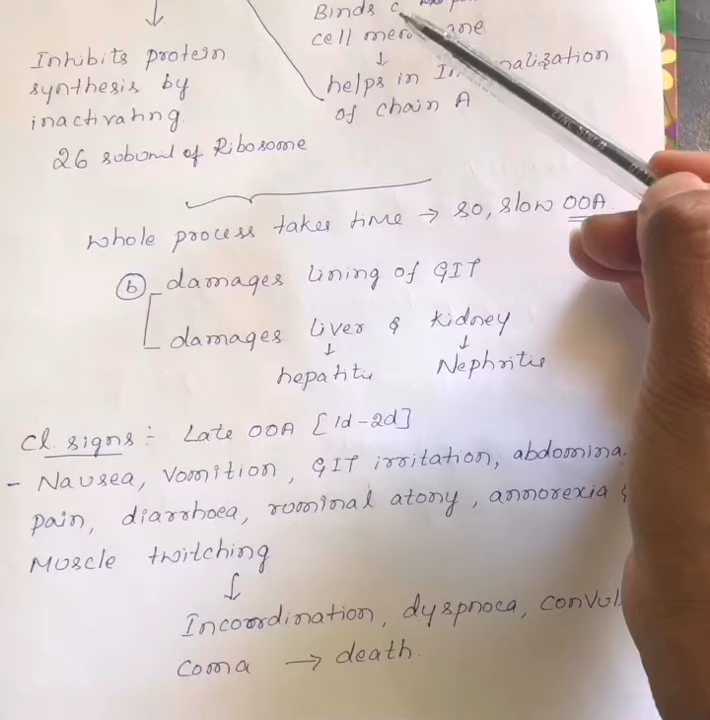 Binds
cell
Inhibits protein
synthesis by
inactivating
↓
helps in
of chain A
26 subunit of Ribosome
whole process takes time → so, slow OOA
ⓑ damages lining of GIT
damages liver & kidney
↓ ↓
hepatitis Nephritis
Cl. signs :- Late OOA [1d-2d]
- Nausea, vomition, GIT irritation,
pain, diarrhoea, ruminal atony, annorexia
Muscle twitching
↓
Incoordination, dyspnoea,
coma → death.